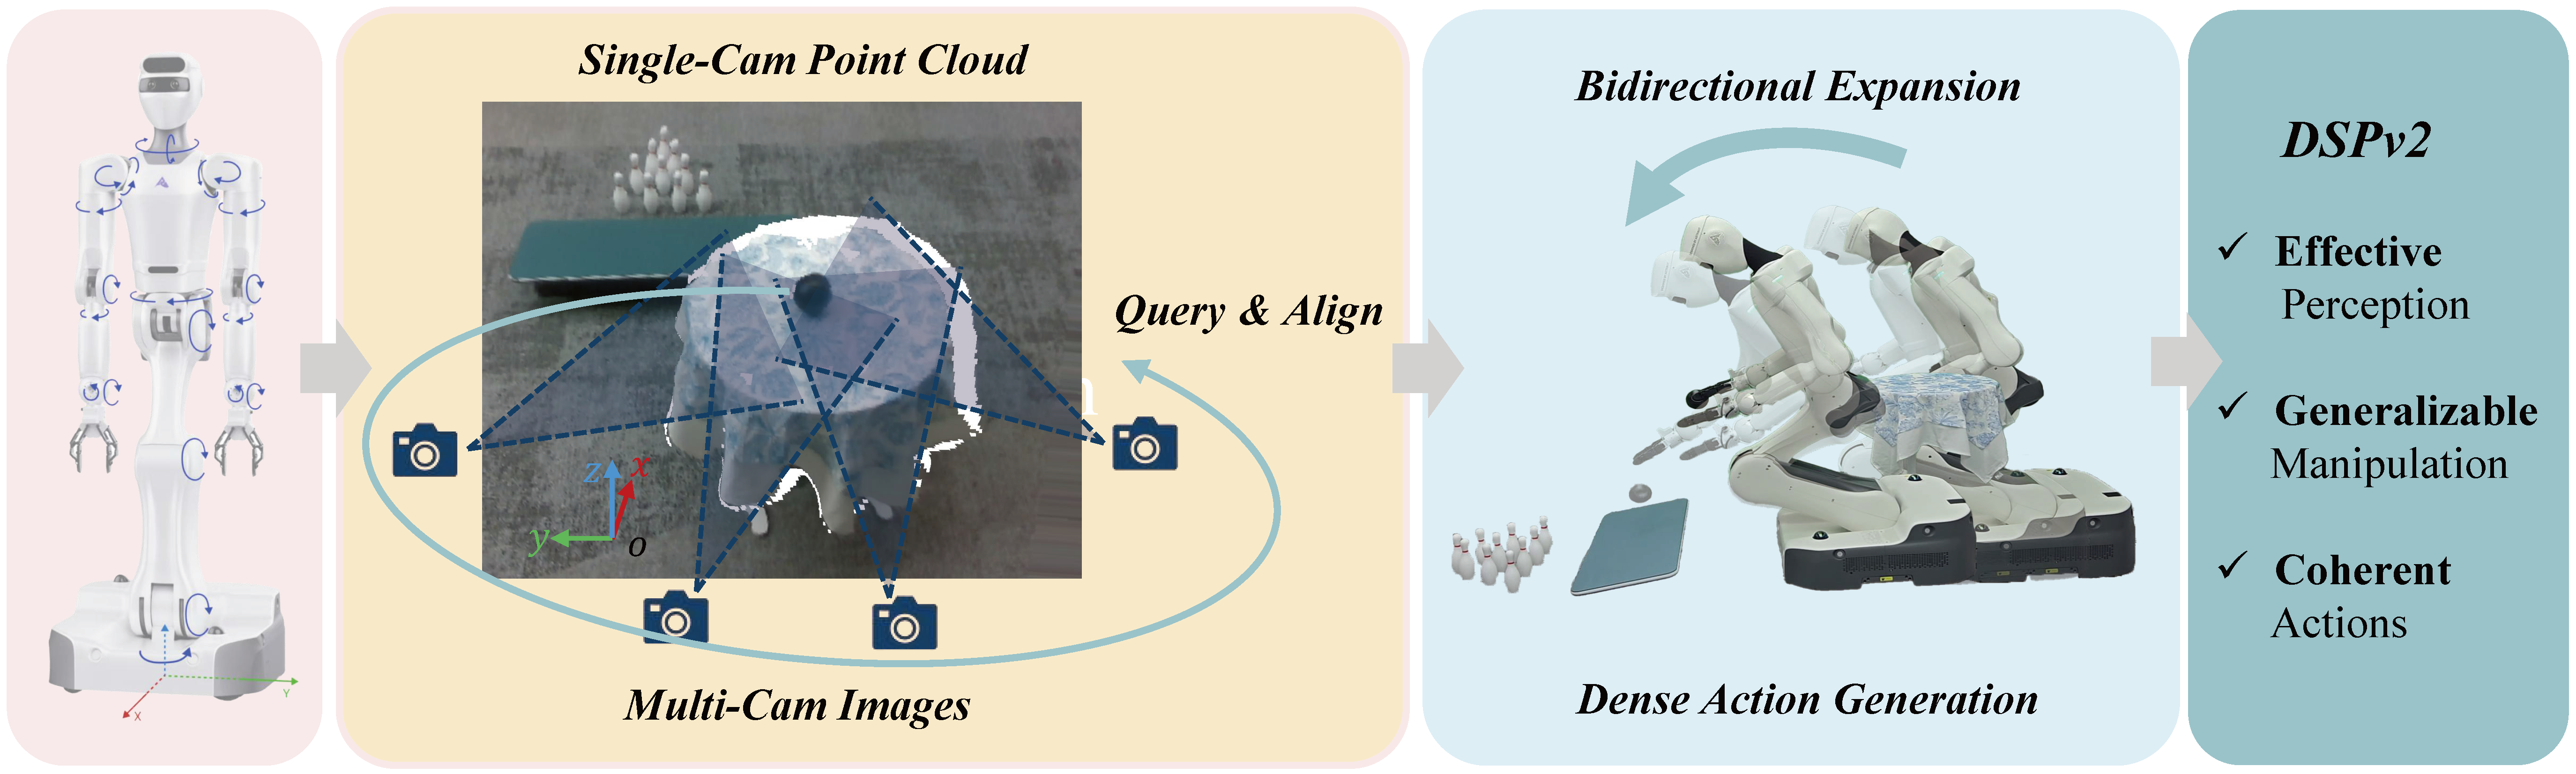 X
Y
Single-Cam Point Cloud
Query & Align
z
x
y
o
Multi-Cam Images
Bidirectional Expansion
Dense Action Generation
DSPv2
✓ Effective
Perception
✓ Generalizable
Manipulation
✓ Coherent
Actions